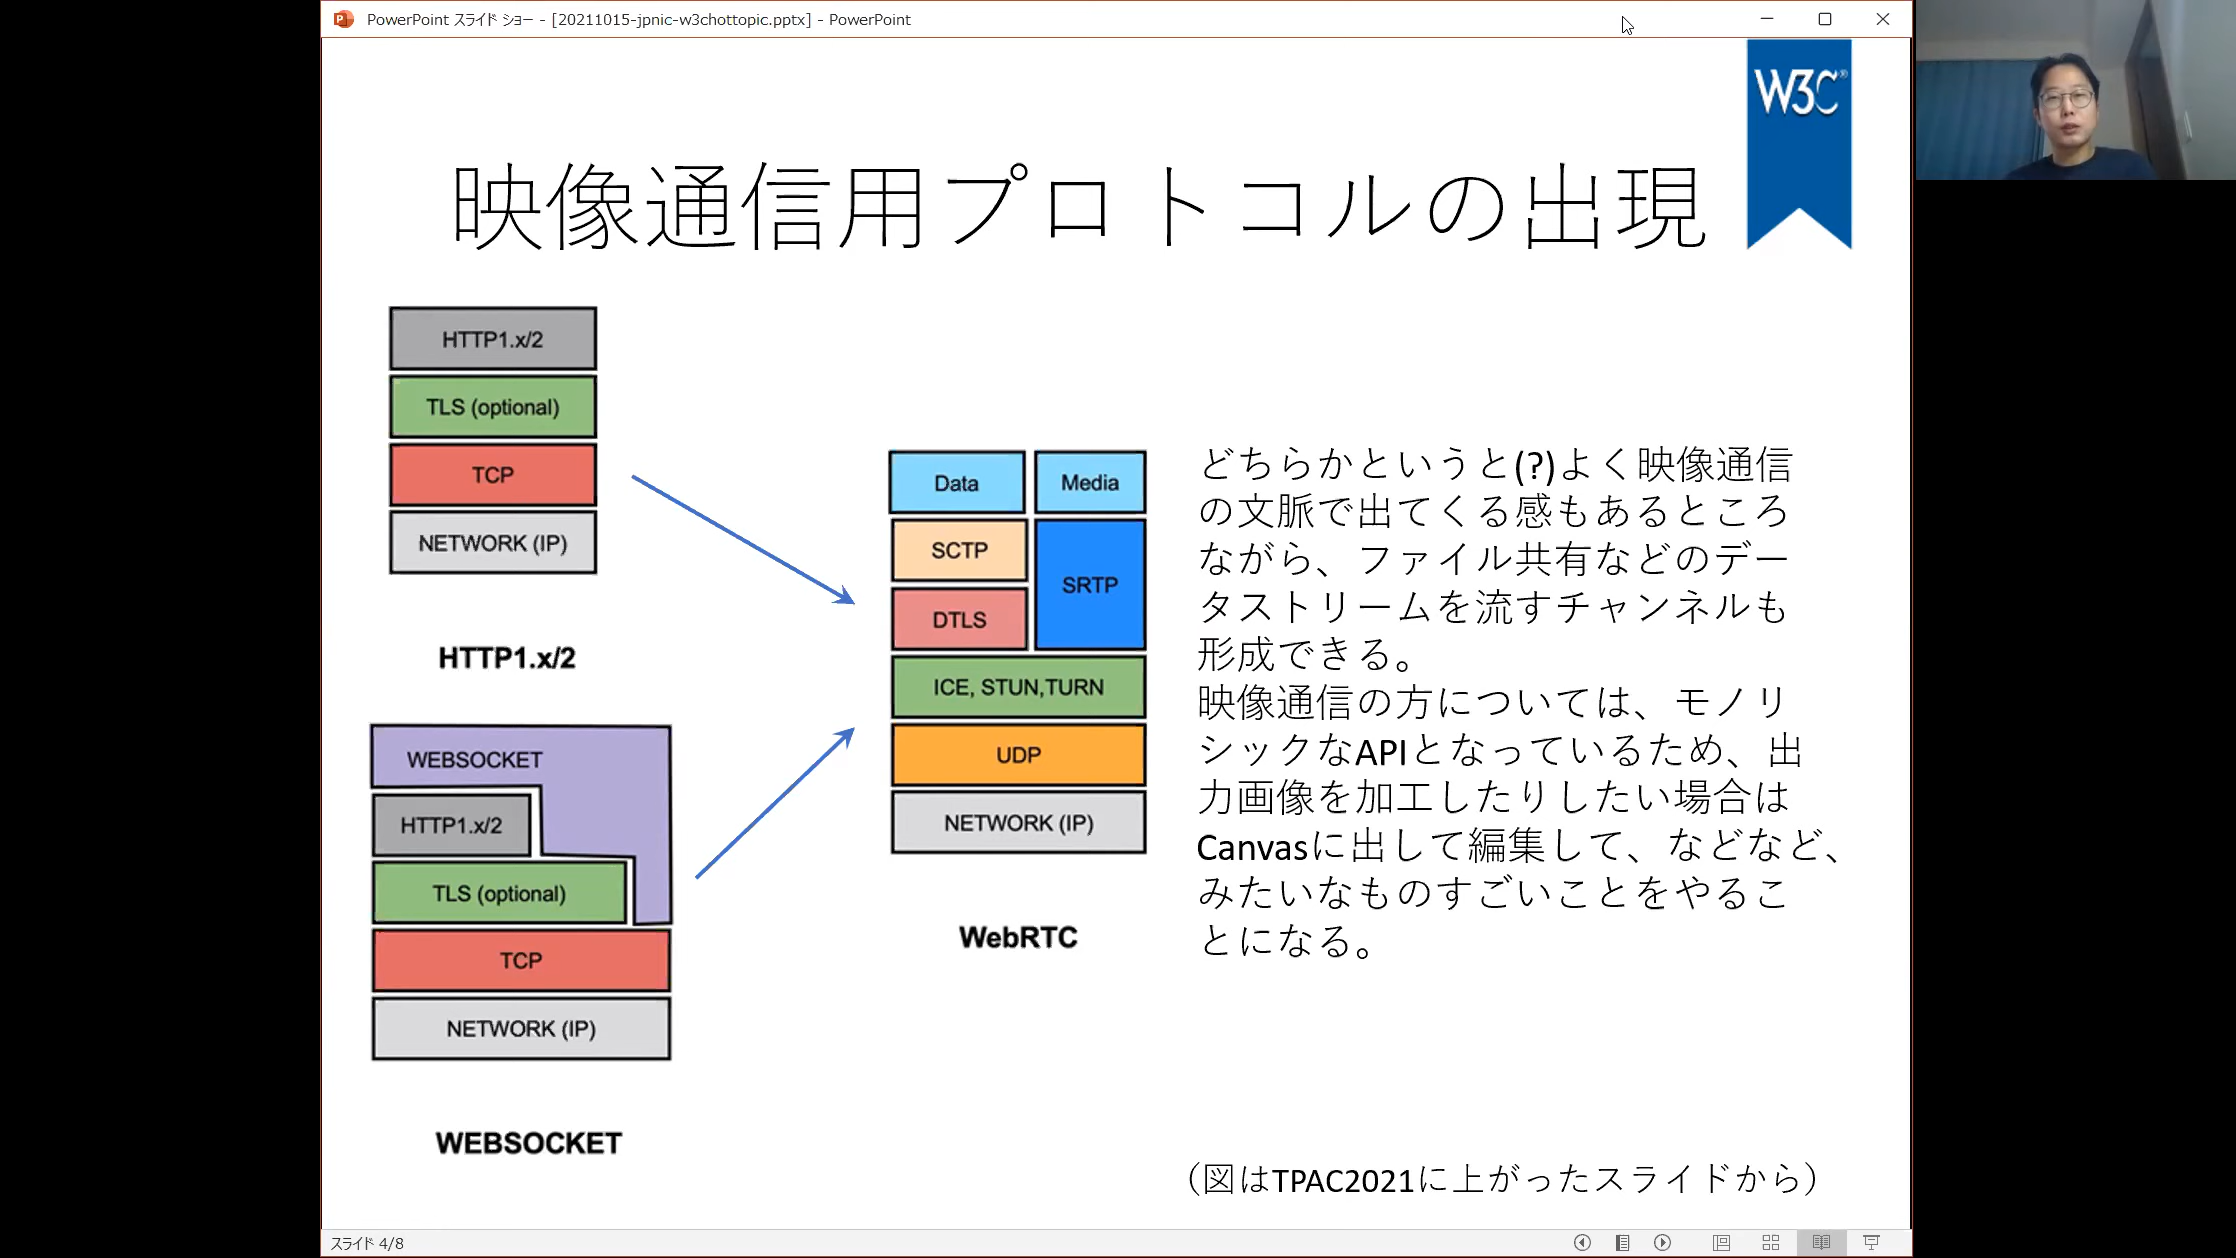 PowerPoint スライド ショー - [20211015-jpnic-w3chottopic.pptx] - PowerPoint
W3C®
映像通信用プロトコルの出現
HTTP1.x/2
TLS (optional)
TCP
NETWORK (IP)
HTTP1.x/2
WEBSOCKET
HTTP1.x/2
TLS (optional)
TCP
NETWORK (IP)
WEBSOCKET
Data
Media
SCTP
SRTP
DTLS
ICE, STUN,TURN
UDP
NETWORK (IP)
WebRTC
どちらかというと(?)よく映像通信
の文脈で出てくる感もあるところ
ながら、ファイル共有などのデー
タストリームを流すチャンネルも
形成できる。
映像通信の方については、モノリ
シックなAPIとなっているため、出
力画像を加工したりしたい場合は
Canvasに出して編集して、などなど、
みたいなものすごいことをやるこ
とになる。
（図はTPAC2021に上がったスライドから）
スライド 4/8